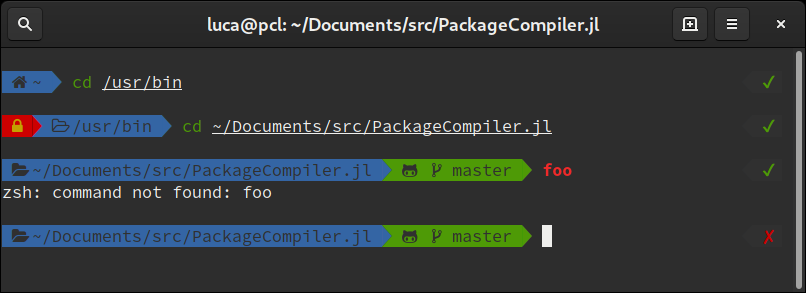 luca@pcl: ~/Documents/src/PackageCompiler.jl
~ cd /usr/bin ✓
/usr/bin cd ~/Documents/src/PackageCompiler.jl ✓
~/Documents/src/PackageCompiler.jl master foo ✓
zsh: command not found: foo
~/Documents/src/PackageCompiler.jl master ✗